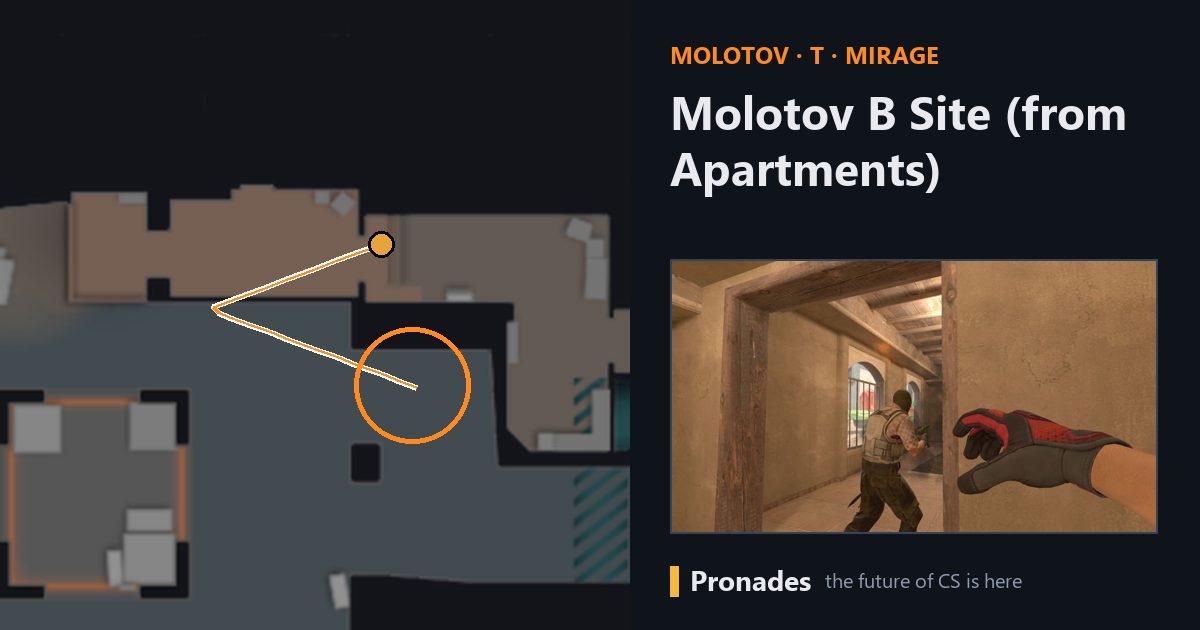 MOLOTOV · T · MIRAGE
Molotov B Site (from
Apartments)
Pronades the future of CS is here